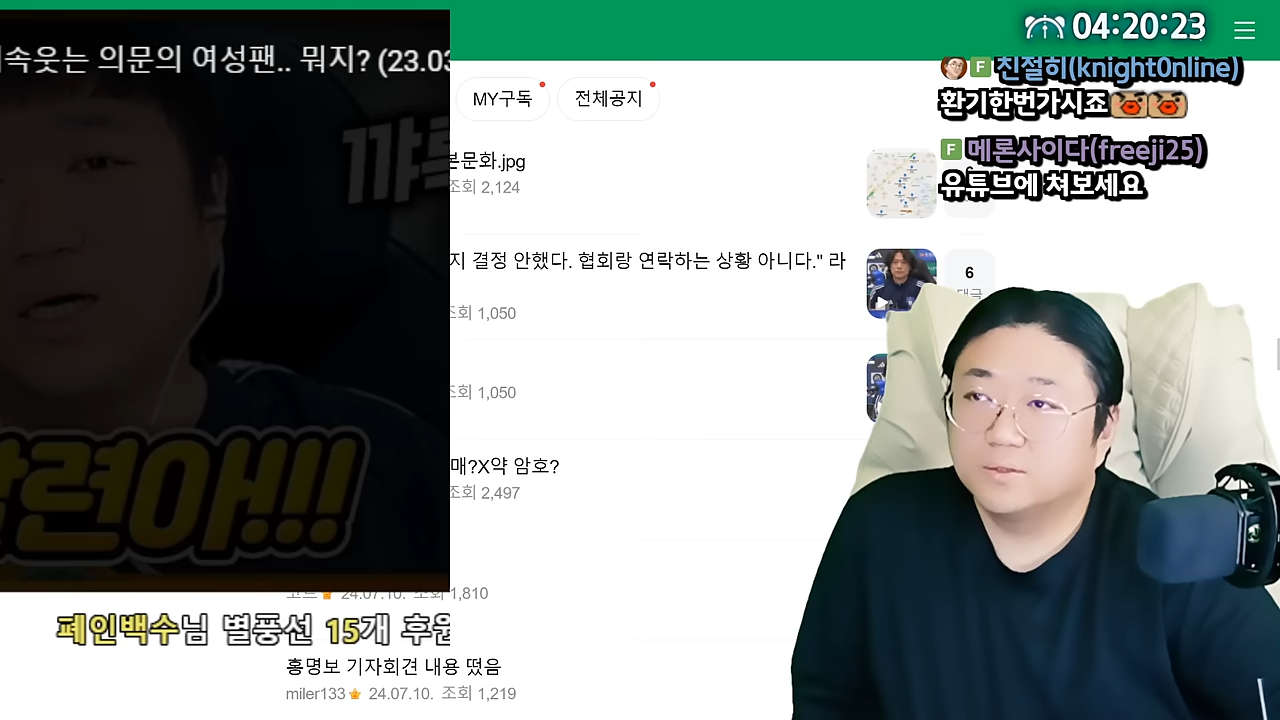 04:20:23
속웃는 의문의 여성팬.. 뭐지? (23.03
F 친절히(knight0nline)
환기한번가시죠
MY구독
전체공지
F 메론사이다(freeji25)
유튜브에 쳐보세요
본문화.jpg
조회 2,124
지 결정 안했다. 협회랑 연락하는 상황 아니다." 라
6
댓글
조회 1,050
조회 1,050
매?X약 암호?
조회 2,497
련아!!!
24.07.10. 조회 1,810
폐인백수님 별풍선 15개 후원
홍명보 기자회견 내용 떴음
miler133 24.07.10. 조회 1,219